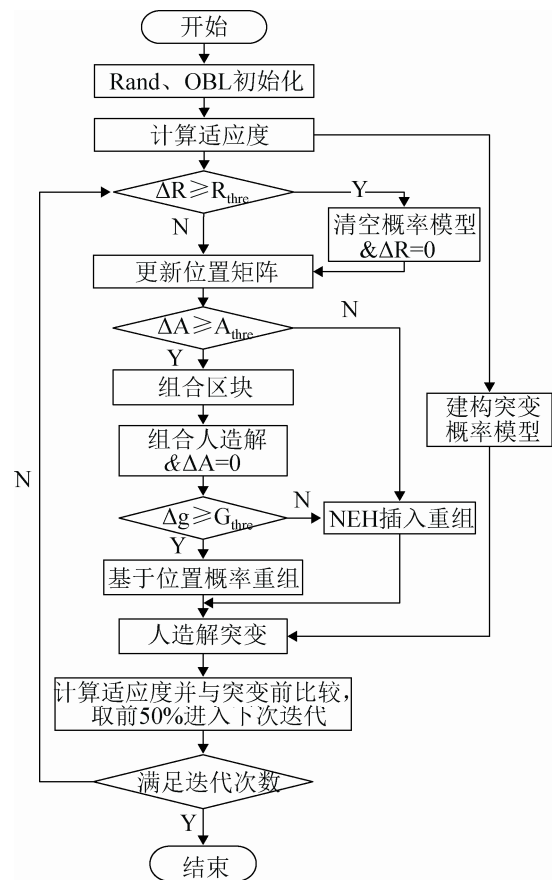 开始
Rand、OBL初始化
计算适应度
ΔR≥Rthre
Y
N
清空概率模型
&ΔR=0
更新位置矩阵
ΔA≥Athre
N
Y
组合区块
建构突变
概率模型
组合人造解
&ΔA=0
N
Δg≥Gthre
N
NEH插入重组
Y
基于位置概率重组
人造解突变
计算适应度并与突变前比较,
取前50%进入下次迭代
满足迭代次数
Y
结束